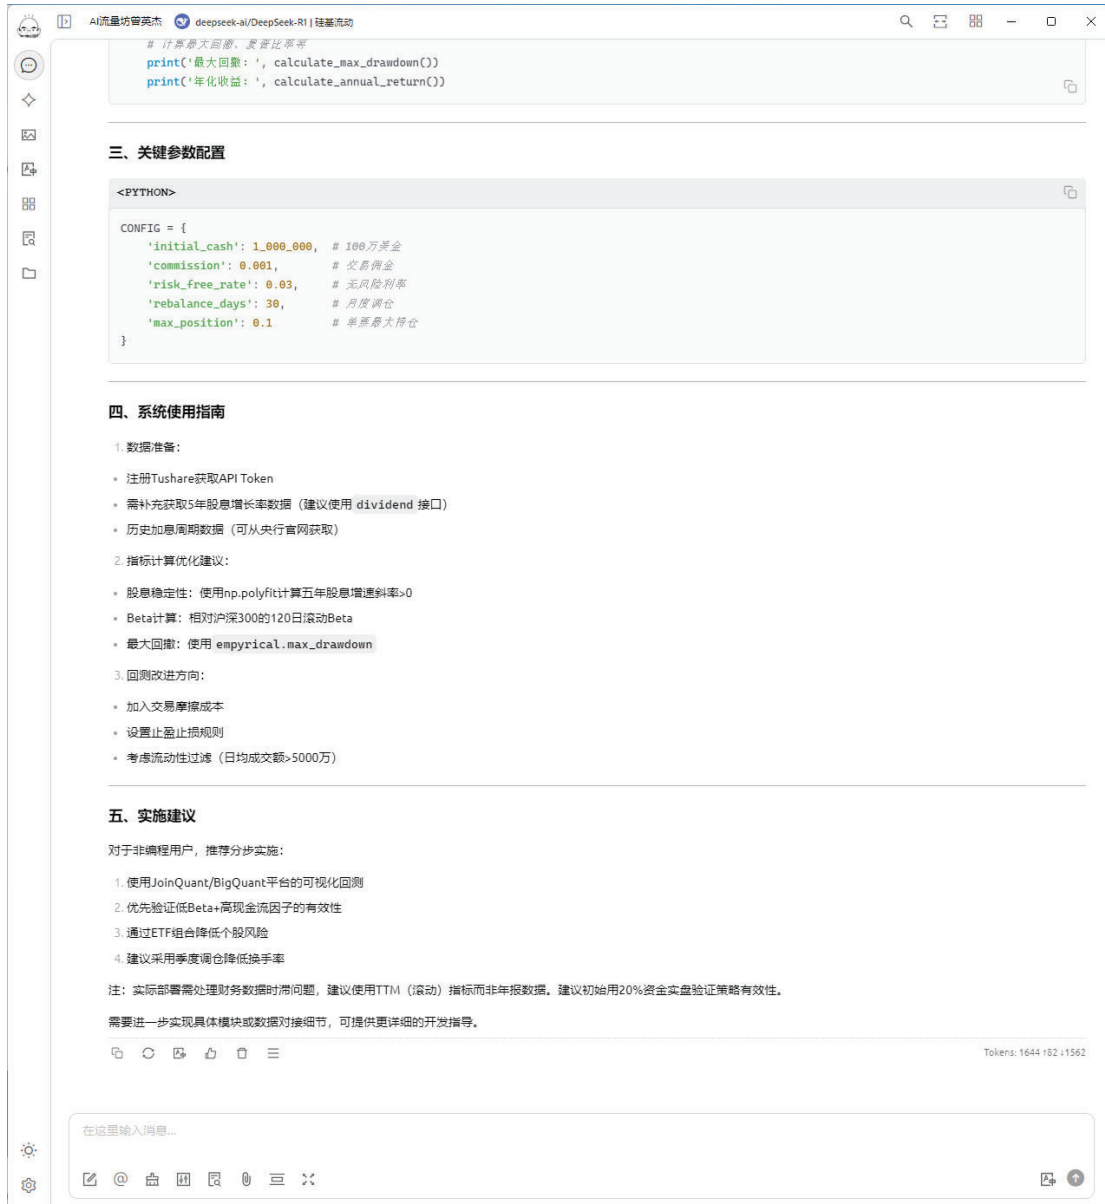 AI流量坊曾英杰 deepseek-ai/DeepSeek-R1 | 硅基流动
# 计算最大回撤、夏普比率等
print('最大回撤: ', calculate_max_drawdown())
print('年化收益: ', calculate_annual_return())
三、关键参数配置
<PYTHON>
CONFIG = {
'initial_cash': 1_000_000, # 100万美金
'commission': 0.001, # 交易佣金
'risk_free_rate': 0.03, # 无风险利率
'rebalance_days': 30, # 月度调仓
'max_position': 0.1 # 单票最大持仓
}
四、系统使用指南
1. 数据准备：
• 注册Tushare获取API Token
• 需补充获取5年股息增长率数据（建议使用 dividend 接口）
• 历史加息周期数据（可从央行官网获取）
2. 指标计算优化建议：
• 股息稳定性：使用np.polyfit计算五年股息增速斜率>0
• Beta计算：相对沪深300的120日滚动Beta
• 最大回撤：使用 empyrical.max_drawdown
3. 回测改进方向：
• 加入交易摩擦成本
• 设置止盈止损规则
• 考虑流动性过滤（日均成交额>5000万）
五、实施建议
对于非编程用户，推荐分步实施：
1. 使用JoinQuant/BigQuant平台的可视化回测
2. 优先验证低Beta+高现金流因子的有效性
3. 通过ETF组合降低个股风险
4. 建议采用季度调仓降低换手率
注：实际部署需处理财务数据时滞问题，建议使用TTM（滚动）指标而非年报数据。建议初始用20%资金实盘验证策略有效性。
需要进一步实现具体模块或数据对接细节，可提供更详细的开发指导。
Tokens: 1644 ↑82 ↓1562
在这里输入消息...